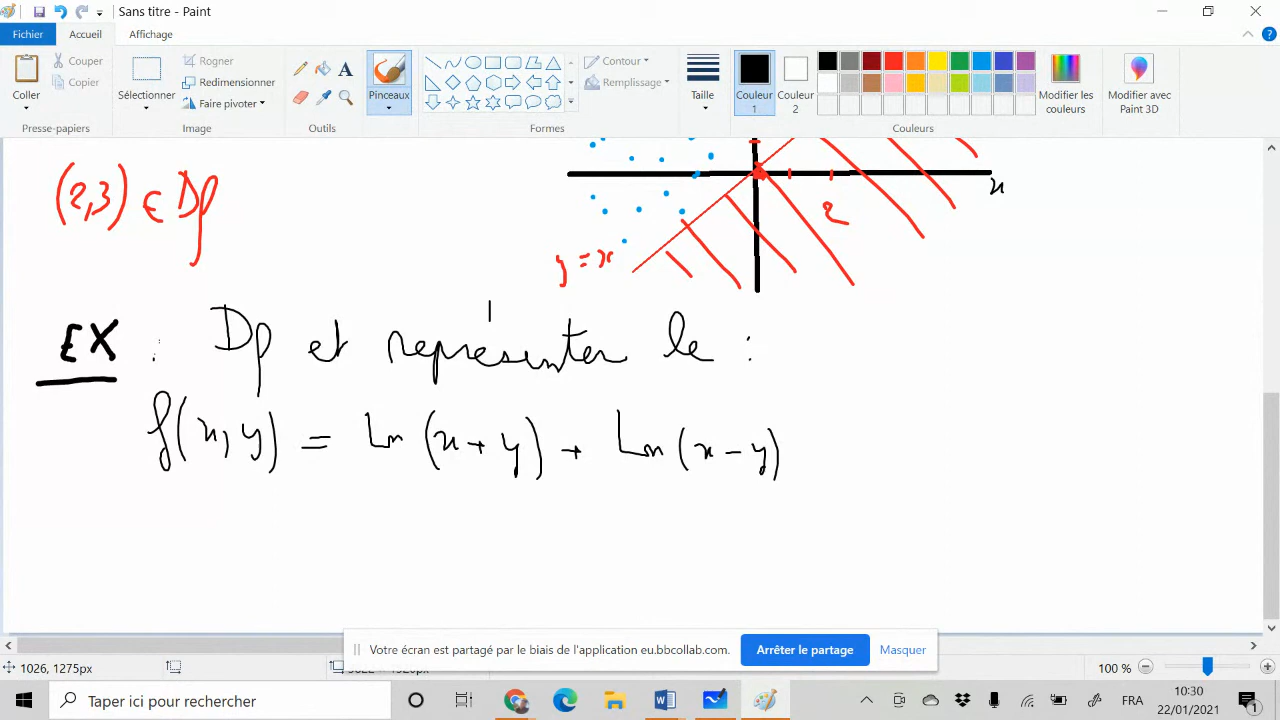 Sans titre - Paint
Fichier Accueil Affichage
Coller
Couper
Copier
Presse-papiers
Sélectionner
Rogner
Redimensionner
Faire pivoter
Image
Outils
Pinceaux
Contour
Remplissage
Formes
Taille
Couleur 1
Couleur 2
Couleurs
Modifier les couleurs
Modifier avec Paint 3D
(2,3) ∈ Df
x
2
y = x
EX : Df et représenter le :
f(x, y) = Ln (x + y) + Ln (x - y)
Votre écran est partagé par le biais de l'application eu.bbcollab.com. Arrêter le partage Masquer
1026, 1275px
100 %
Taper ici pour rechercher
FRA
10:30
22/01/2021